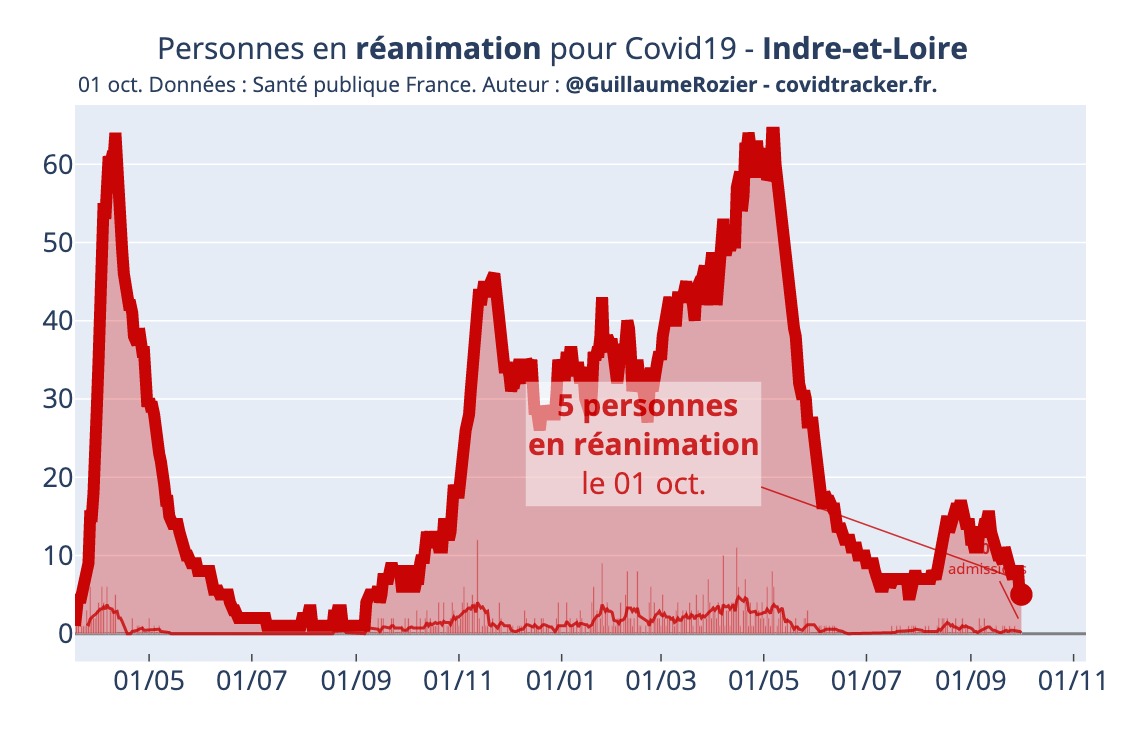 Personnes en réanimation pour Covid19 - Indre-et-Loire
01 oct. Données : Santé publique France. Auteur : @GuillaumeRozier - covidtracker.fr.
60
50
40
30
20
10
0
5 personnes
en réanimation
le 01 oct.
admissions
01/05
01/07
01/09
01/11
01/01
01/03
01/05
01/07
01/09
01/11